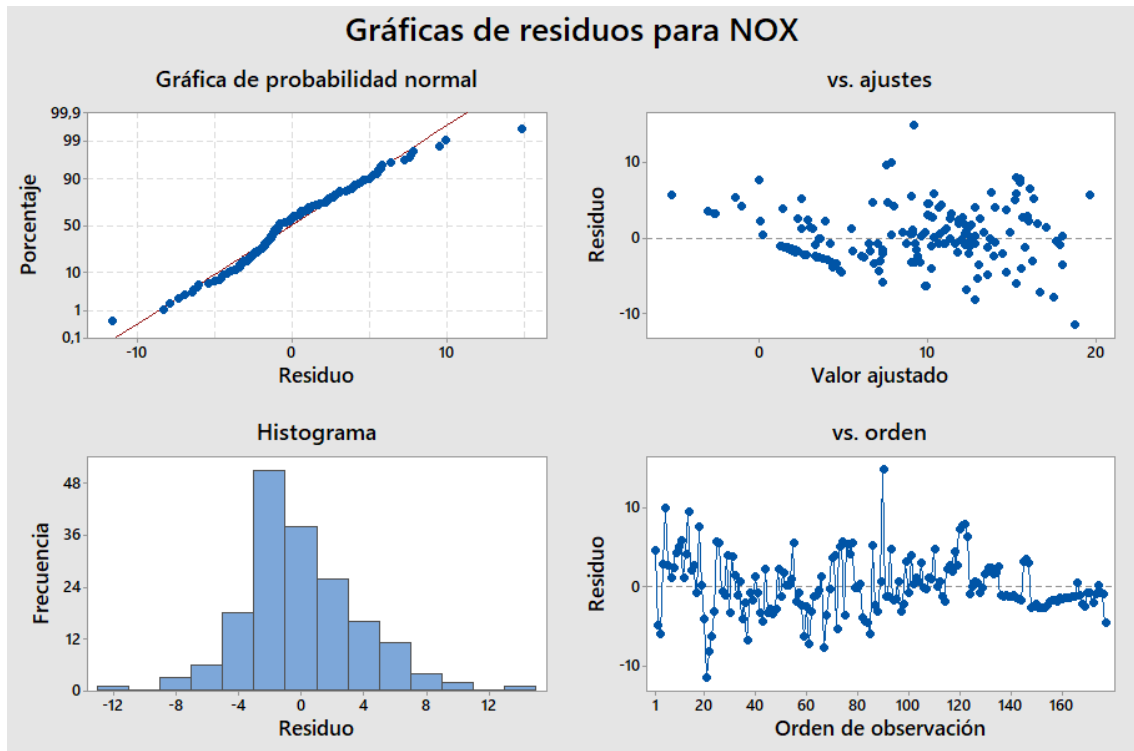 Gráficas de residuos para NOX
Gráfica de probabilidad normal
99,9
99
90
50
10
1
0,1
Porcentaje
-10 0 10
Residuo
vs. ajustes
10
0
-10
Residuo
0 10 20
Valor ajustado
Histograma
48
36
24
12
0
Frecuencia
-12 -8 -4 0 4 8 12
Residuo
vs. orden
10
0
-10
Residuo
1 20 40 60 80 100 120 140 160
Orden de observación